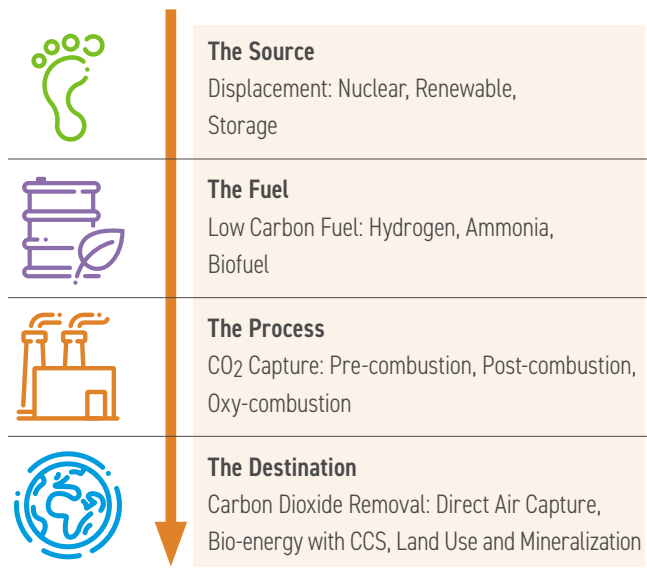 The Source
Displacement: Nuclear, Renewable,
Storage
The Fuel
Low Carbon Fuel: Hydrogen, Ammonia,
Biofuel
The Process
CO2 Capture: Pre-combustion, Post-combustion,
Oxy-combustion
The Destination
Carbon Dioxide Removal: Direct Air Capture,
Bio-energy with CCS, Land Use and Mineralization